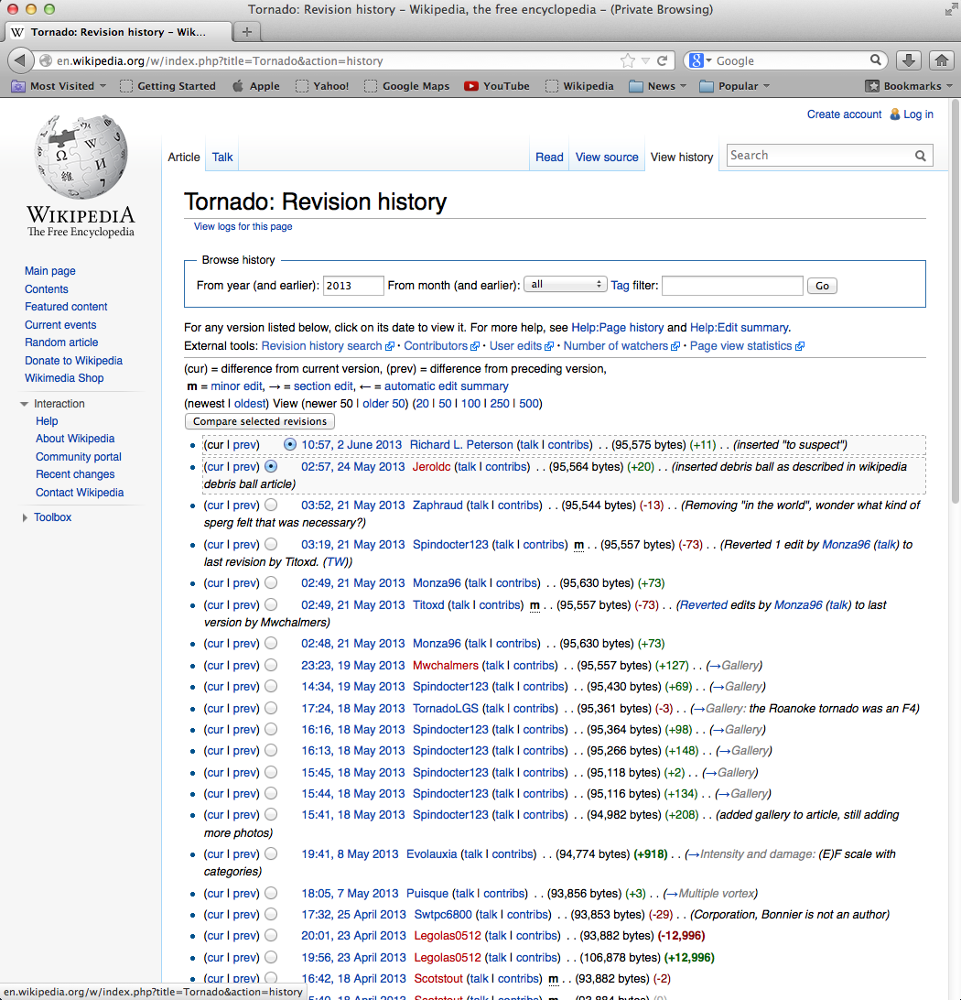 Tornado: Revision history – Wikipedia, the free encyclopedia – (Private Browsing)
W Tornado: Revision history – Wik...
en.wikipedia.org/w/index.php?title=Tornado&action=history
Google
Most Visited Getting Started Apple Yahoo! Google Maps YouTube Wikipedia News Popular Bookmarks
Create account Log in
Article Talk Read View source View history Search
WIKIPEDIA
The Free Encyclopedia
Main page
Contents
Featured content
Current events
Random article
Donate to Wikipedia
Wikimedia Shop
Interaction
Help
About Wikipedia
Community portal
Recent changes
Contact Wikipedia
Toolbox
Tornado: Revision history
View logs for this page
Browse history
From year (and earlier): 2013 From month (and earlier): all Tag filter: Go
For any version listed below, click on its date to view it. For more help, see Help:Page history and Help:Edit summary.
External tools: Revision history search · Contributors · User edits · Number of watchers · Page view statistics
(cur) = difference from current version, (prev) = difference from preceding version,
m = minor edit, → = section edit, ← = automatic edit summary
(newest | oldest) View (newer 50 | older 50) (20 | 50 | 100 | 250 | 500)
Compare selected revisions
(cur | prev) 10:57, 2 June 2013 Richard L. Peterson (talk | contribs) . . (95,575 bytes) (+11) . . (inserted "to suspect")
(cur | prev) 02:57, 24 May 2013 Jeroldc (talk | contribs) . . (95,564 bytes) (+20) . . (inserted debris ball as described in wikipedia
debris ball article)
(cur | prev) 03:52, 21 May 2013 Zaphraud (talk | contribs) . . (95,544 bytes) (-13) . . (Removing "in the world", wonder what kind of
sperg felt that was necessary?)
(cur | prev) 03:19, 21 May 2013 Spindocter123 (talk | contribs) m . . (95,557 bytes) (-73) . . (Reverted 1 edit by Monza96 (talk) to
last revision by Titoxd. (TW))
(cur | prev) 02:49, 21 May 2013 Monza96 (talk | contribs) . . (95,630 bytes) (+73)
(cur | prev) 02:49, 21 May 2013 Titoxd (talk | contribs) m . . (95,557 bytes) (-73) . . (Reverted edits by Monza96 (talk) to last
version by Mwchalmers)
(cur | prev) 02:48, 21 May 2013 Monza96 (talk | contribs) . . (95,630 bytes) (+73)
(cur | prev) 23:23, 19 May 2013 Mwchalmers (talk | contribs) . . (95,557 bytes) (+127) . . (→Gallery)
(cur | prev) 14:34, 19 May 2013 Spindocter123 (talk | contribs) . . (95,430 bytes) (+69) . . (→Gallery)
(cur | prev) 17:24, 18 May 2013 TornadoLGS (talk | contribs) . . (95,361 bytes) (-3) . . (→Gallery: the Roanoke tornado was an F4)
(cur | prev) 16:16, 18 May 2013 Spindocter123 (talk | contribs) . . (95,364 bytes) (+98) . . (→Gallery)
(cur | prev) 16:13, 18 May 2013 Spindocter123 (talk | contribs) . . (95,266 bytes) (+148) . . (→Gallery)
(cur | prev) 15:45, 18 May 2013 Spindocter123 (talk | contribs) . . (95,118 bytes) (+2) . . (→Gallery)
(cur | prev) 15:44, 18 May 2013 Spindocter123 (talk | contribs) . . (95,116 bytes) (+134) . . (→Gallery)
(cur | prev) 15:41, 18 May 2013 Spindocter123 (talk | contribs) . . (94,982 bytes) (+208) . . (added gallery to article, still adding
more photos)
(cur | prev) 19:41, 8 May 2013 Evolauxia (talk | contribs) . . (94,774 bytes) (+918) . . (→Intensity and damage: (E)F scale with
categories)
(cur | prev) 18:05, 7 May 2013 Puisque (talk | contribs) . . (93,856 bytes) (+3) . . (→Multiple vortex)
(cur | prev) 17:32, 25 April 2013 Swtpc6800 (talk | contribs) . . (93,853 bytes) (-29) . . (Corporation, Bonnier is not an author)
(cur | prev) 20:01, 23 April 2013 Legolas0512 (talk | contribs) . . (93,882 bytes) (-12,996)
(cur | prev) 19:56, 23 April 2013 Legolas0512 (talk | contribs) . . (106,878 bytes) (+12,996)
(cur | prev) 16:42, 18 April 2013 Scotstout (talk | contribs) m . . (93,882 bytes) (-2)
en.wikipedia.org/w/index.php?title=Tornado&action=history